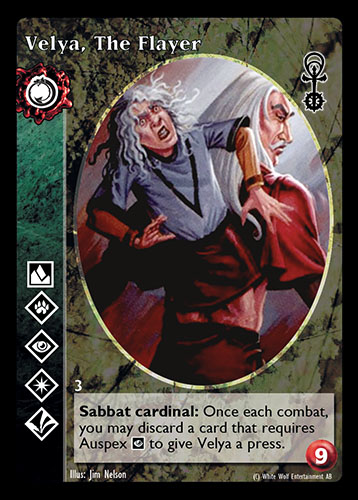 Velya, The Flayer
3
Sabbat cardinal: Once each combat,
you may discard a card that requires
Auspex to give Velya a press.
9
Illus: Jim Nelson
(C) White Wolf Entertainment AB